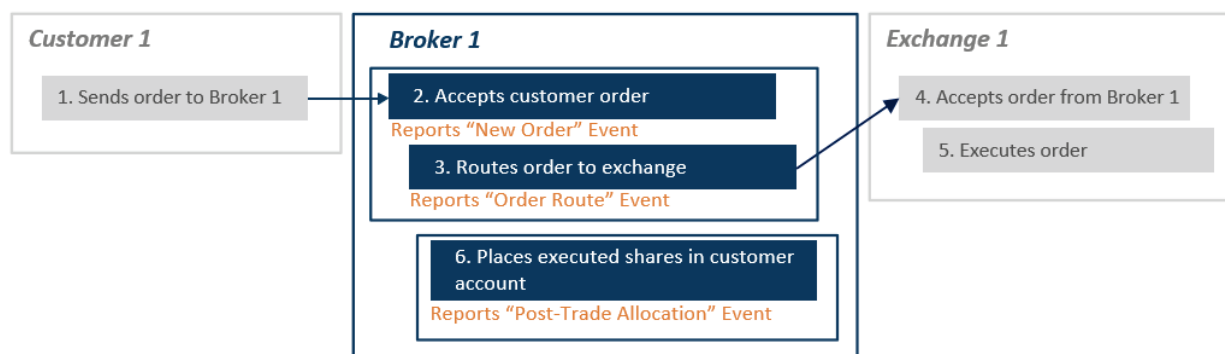 Customer 1
1. Sends order to Broker 1
Broker 1
2. Accepts customer order
Reports “New Order” Event
3. Routes order to exchange
Reports “Order Route” Event
6. Places executed shares in customer
account
Reports “Post-Trade Allocation” Event
Exchange 1
4. Accepts order from Broker 1
5. Executes order